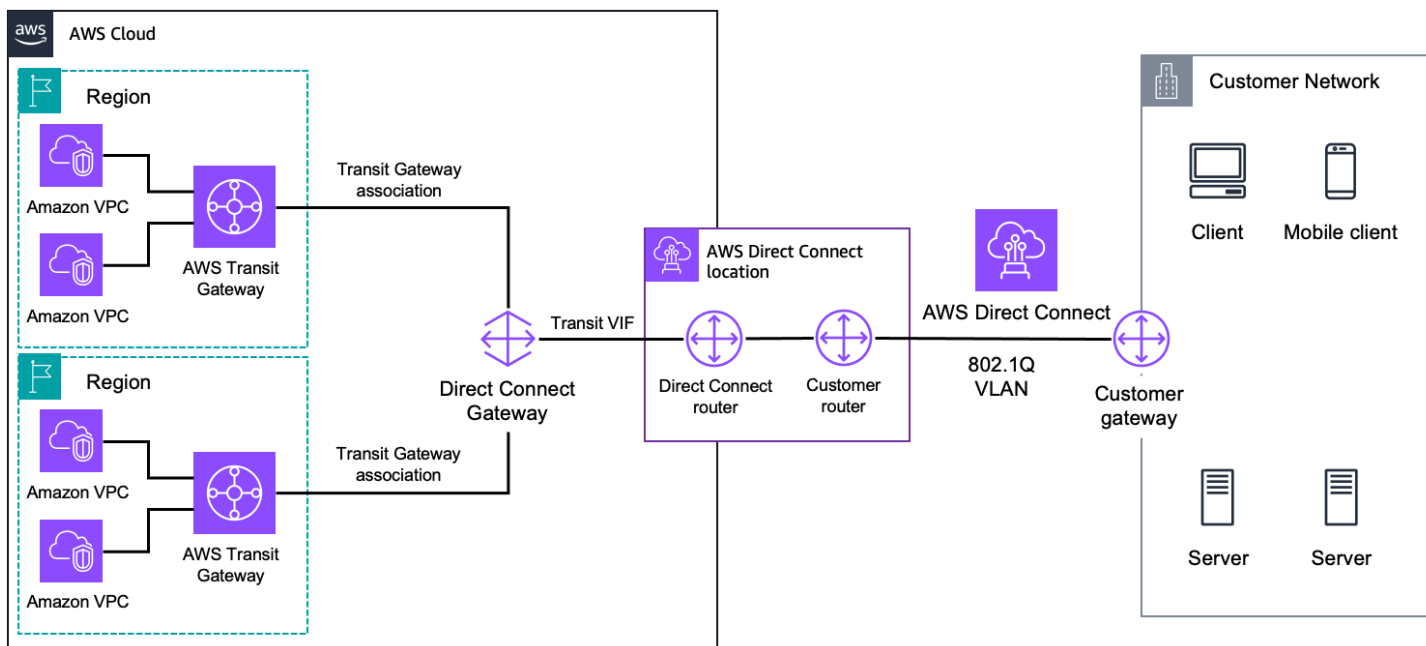 aws
AWS Cloud
Region
Amazon VPC
Amazon VPC
AWS Transit
Gateway
Transit Gateway
association
Region
Amazon VPC
Amazon VPC
AWS Transit
Gateway
Transit Gateway
association
Direct Connect
Gateway
Transit VIF
AWS Direct Connect
location
Direct Connect
router
Customer
router
AWS Direct Connect
802.1Q
VLAN
Customer Network
Client
Mobile client
Customer
gateway
Server
Server